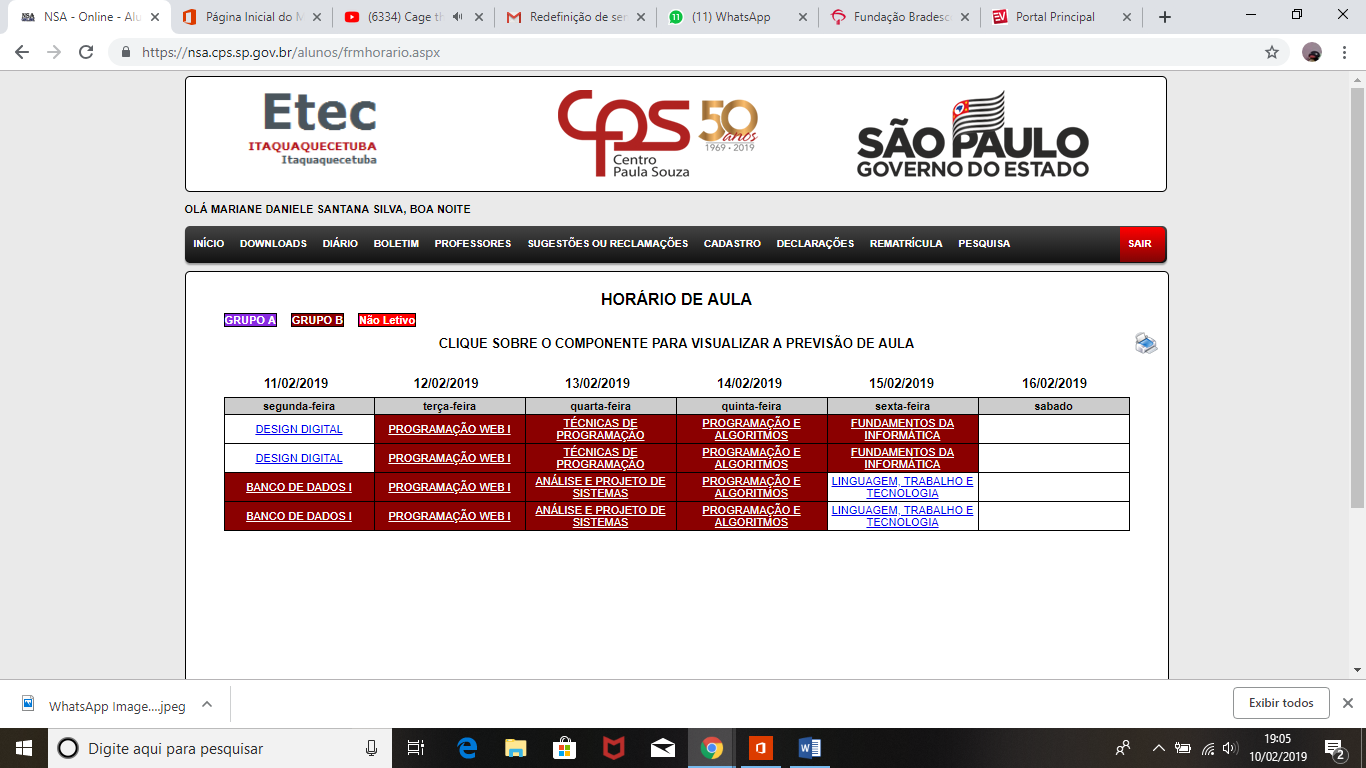 NSA - Online - Alu
Página Inicial do M
(6334) Cage th
Redefinição de ser
(11) WhatsApp
Fundação Bradesc
Portal Principal
https://nsa.cps.sp.gov.br/alunos/frmhorario.aspx
Etec
ITAQUAQUECETUBA
Itaquaquecetuba
CPS
50
anos
1969 • 2019
Centro
Paula Souza
SÃO PAULO
GOVERNO DO ESTADO
OLÁ MARIANE DANIELE SANTANA SILVA, BOA NOITE
INÍCIO DOWNLOADS DIÁRIO BOLETIM PROFESSORES SUGESTÕES OU RECLAMAÇÕES CADASTRO DECLARAÇÕES REMATRÍCULA PESQUISA SAIR
HORÁRIO DE AULA
GRUPO A GRUPO B Não Letivo
CLIQUE SOBRE O COMPONENTE PARA VISUALIZAR A PREVISÃO DE AULA
11/02/2019 12/02/2019 13/02/2019 14/02/2019 15/02/2019 16/02/2019
segunda-feira terça-feira quarta-feira quinta-feira sexta-feira sabado
DESIGN DIGITAL
PROGRAMAÇÃO WEB I
TÉCNICAS DE
PROGRAMAÇÃO
PROGRAMAÇÃO E
ALGORITMOS
FUNDAMENTOS DA
INFORMÁTICA
DESIGN DIGITAL
PROGRAMAÇÃO WEB I
TÉCNICAS DE
PROGRAMAÇÃO
PROGRAMAÇÃO E
ALGORITMOS
FUNDAMENTOS DA
INFORMÁTICA
BANCO DE DADOS I
PROGRAMAÇÃO WEB I
ANÁLISE E PROJETO DE
SISTEMAS
PROGRAMAÇÃO E
ALGORITMOS
LINGUAGEM, TRABALHO E
TECNOLOGIA
BANCO DE DADOS I
PROGRAMAÇÃO WEB I
ANÁLISE E PROJETO DE
SISTEMAS
PROGRAMAÇÃO E
ALGORITMOS
LINGUAGEM, TRABALHO E
TECNOLOGIA
WhatsApp Image....jpeg
Exibir todos
Digite aqui para pesquisar
19:05
10/02/2019
2